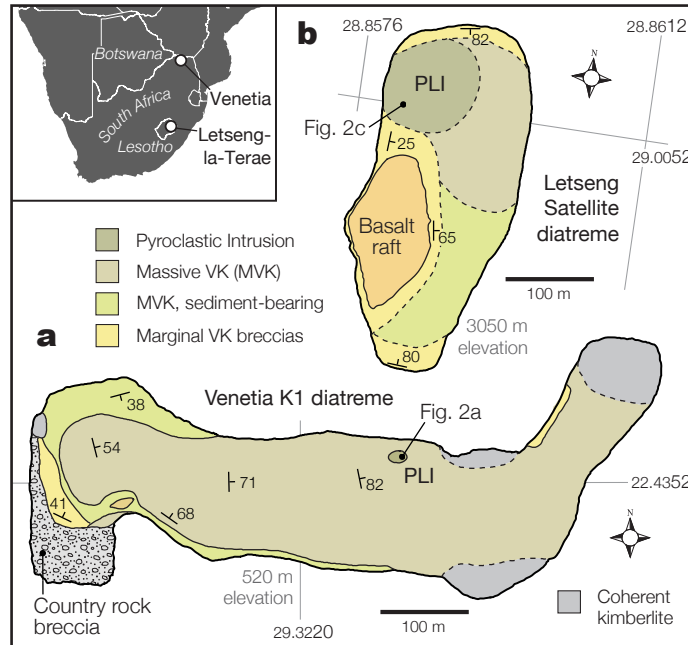 Botswana
South Africa
Lesotho
Venetia
Letseng-
la-Terae
b
28.8576
28.8612
82
N
PLI
Fig. 2c
25
29.0052
Letseng
Satellite
diatreme
Basalt
raft
65
100 m
3050 m
elevation
80
Pyroclastic Intrusion
Massive VK (MVK)
MVK, sediment-bearing
Marginal VK breccias
a
Venetia K1 diatreme
38
Fig. 2a
54
71
82
PLI
22.4352
41
68
N
520 m
elevation
Country rock
breccia
29.3220
100 m
Coherent
kimberlite